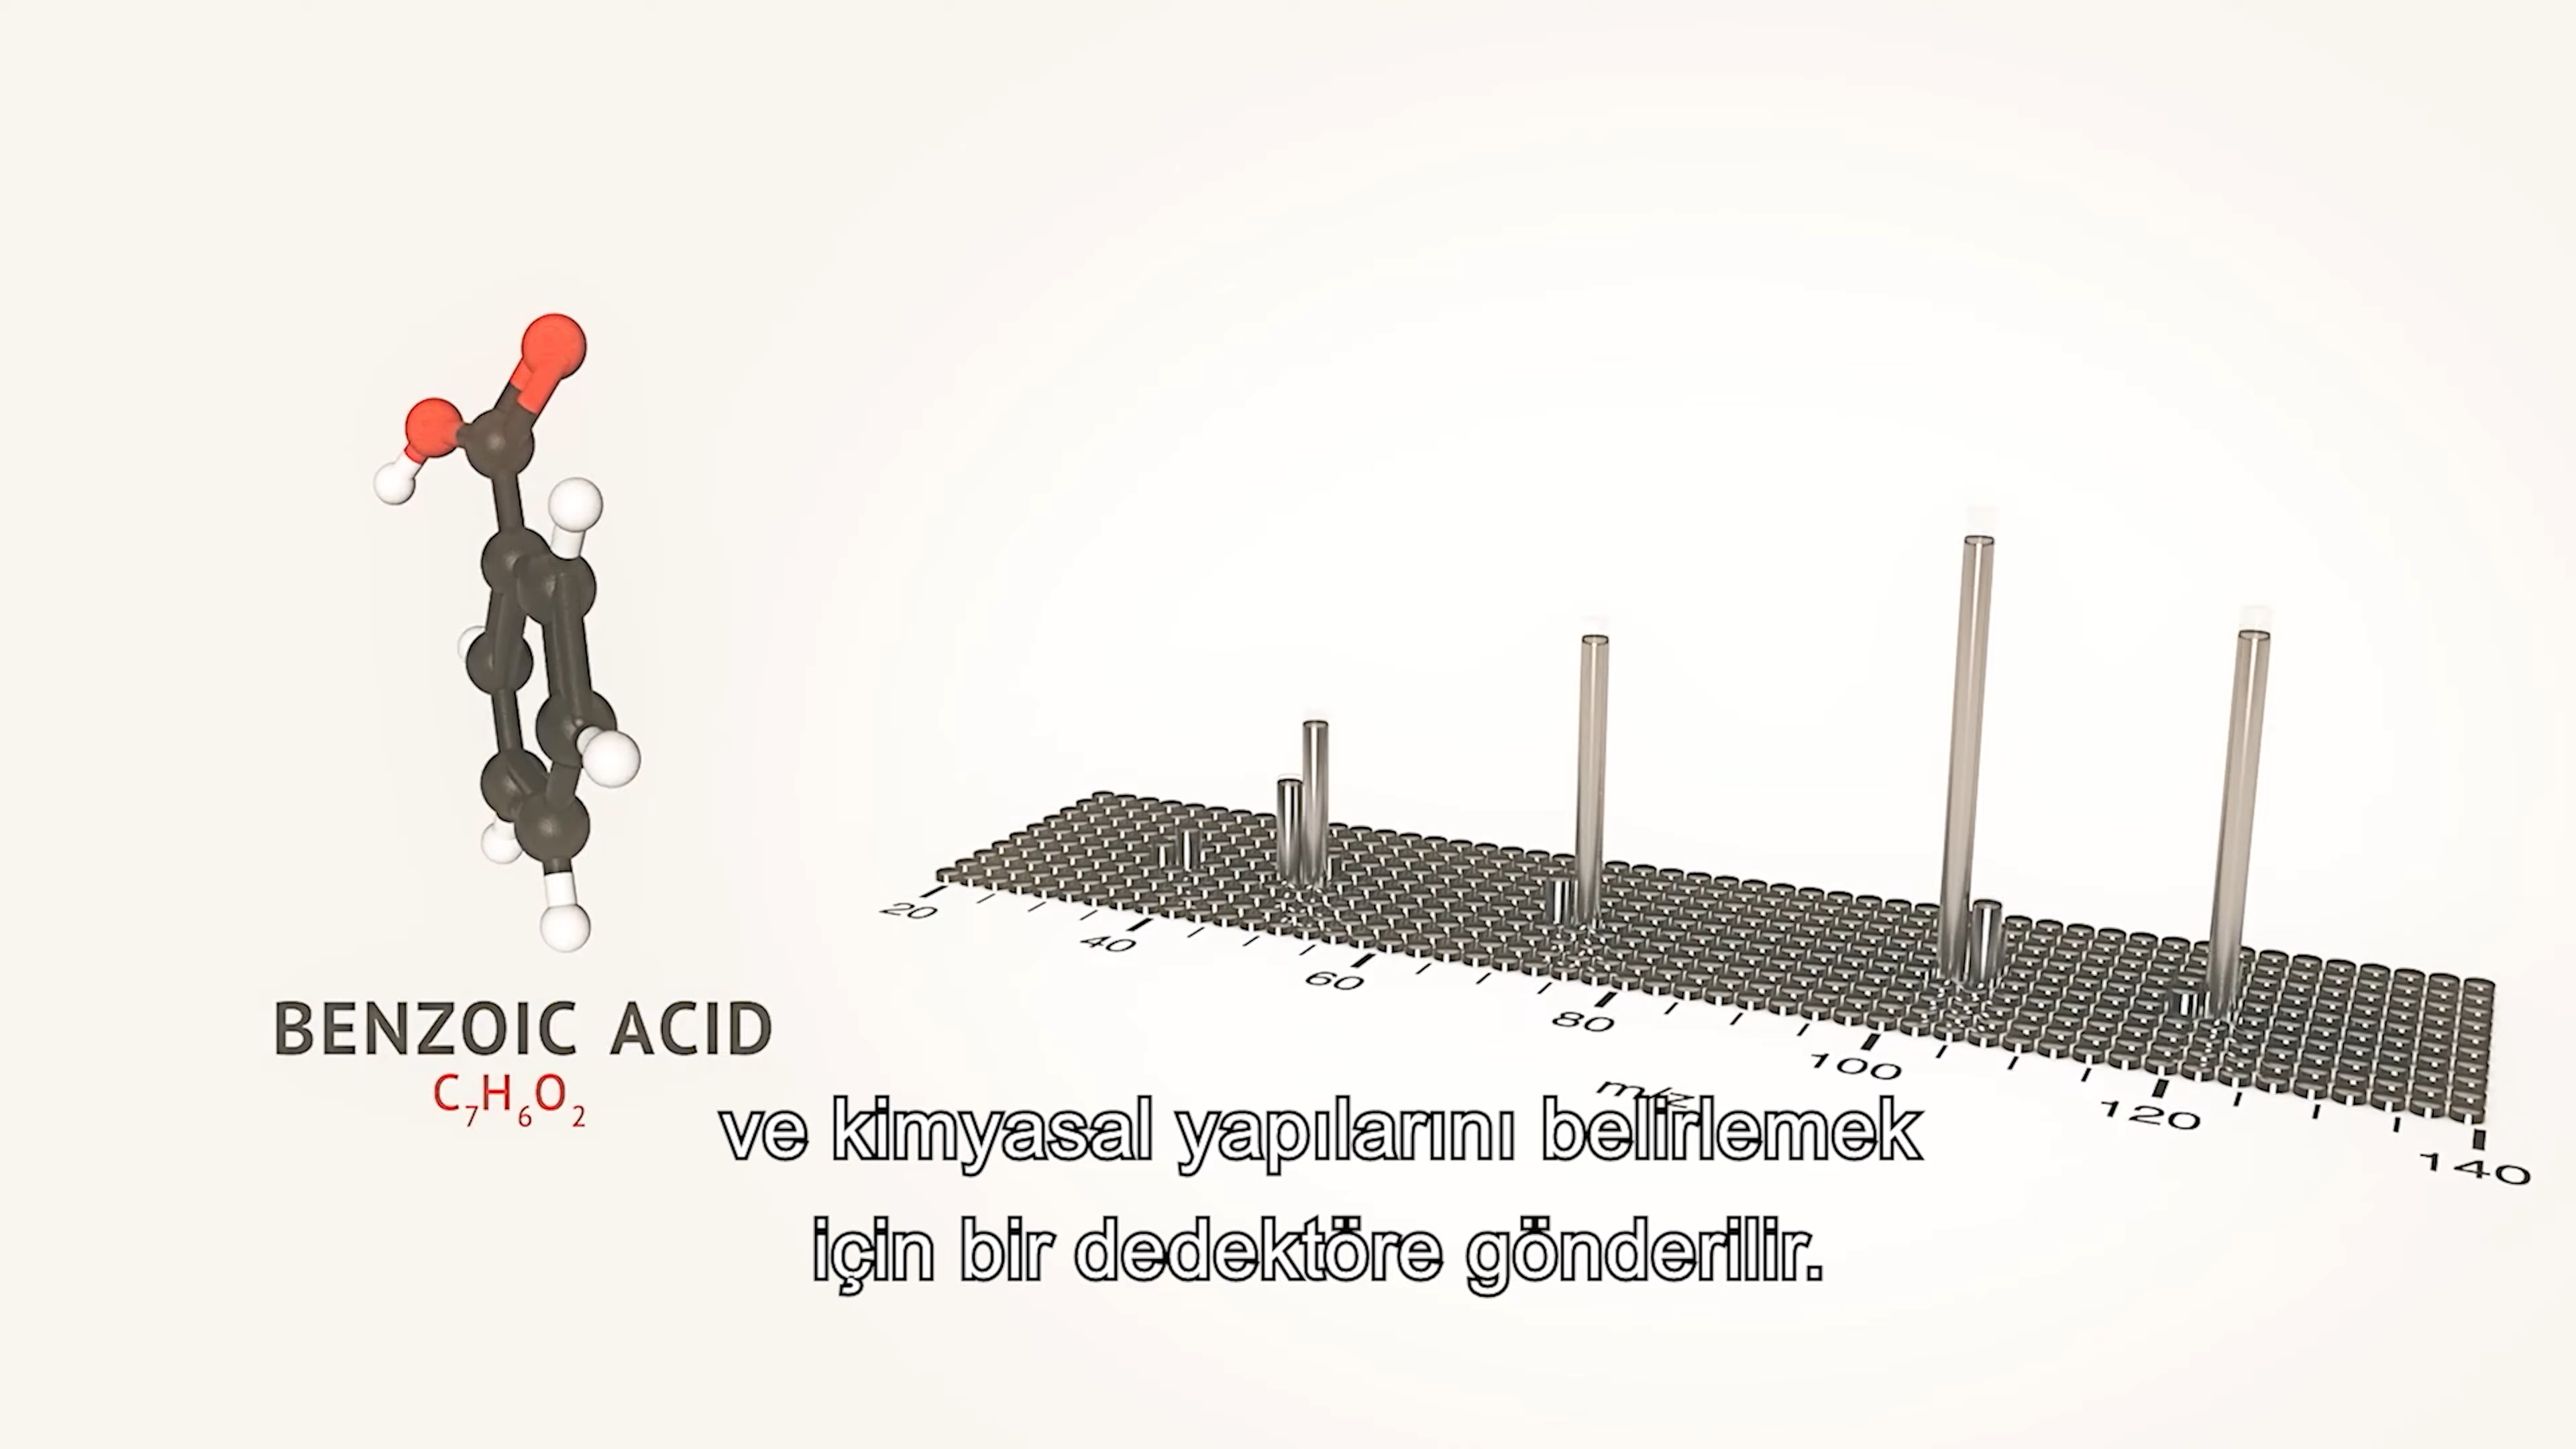 BENZOIC ACID
C₇H₆O₂
20
40
60
80
100
120
140
m/z
ve kimyasal yapılarını belirlemek
için bir dedektöre gönderilir.